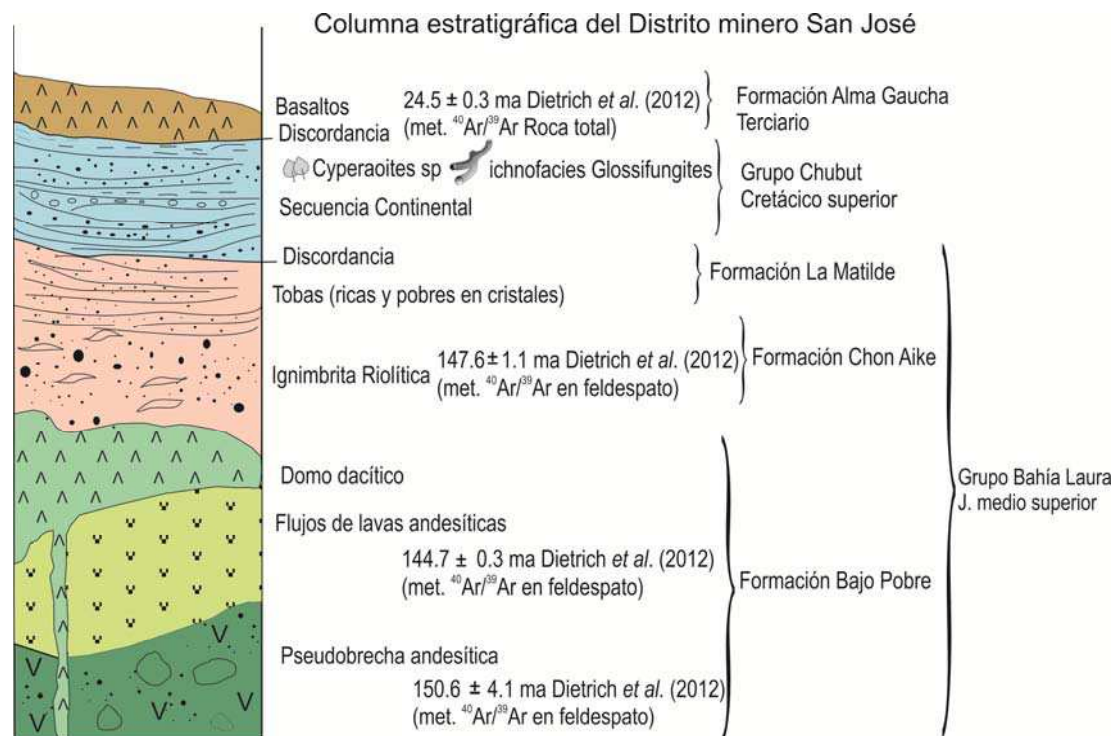 Columna estratigráfica del Distrito minero San José
Basaltos
24.5 ± 0.3 ma Dietrich et al. (2012)
(met. ⁴⁰Ar/³⁹Ar Roca total)
Formación Alma Gaucha
Terciario
Discordancia
Cyperaoites sp ichnofacies Glossifungites
Secuencia Continental
Grupo Chubut
Cretácico superior
Discordancia
Tobas (ricas y pobres en cristales)
Formación La Matilde
Ignimbrita Riolítica
147.6 ± 1.1 ma Dietrich et al. (2012)
(met. ⁴⁰Ar/³⁹Ar en feldespato)
Formación Chon Aike
Domo dacítico
Flujos de lavas andesíticas
144.7 ± 0.3 ma Dietrich et al. (2012)
(met. ⁴⁰Ar/³⁹Ar en feldespato)
Formación Bajo Pobre
Pseudobrecha andesítica
150.6 ± 4.1 ma Dietrich et al. (2012)
(met. ⁴⁰Ar/³⁹Ar en feldespato)
Grupo Bahía Laura
J. medio superior